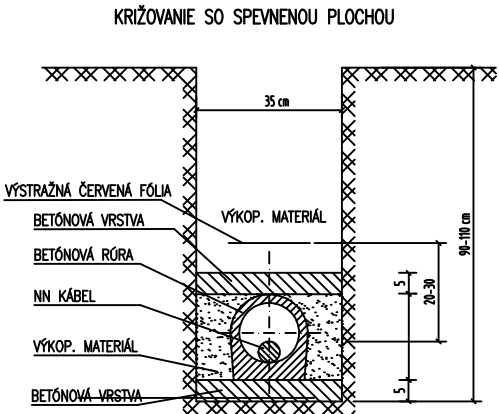 KRIŽOVANIE SO SPEVNENOU PLOCHOU
35 cm
VÝSTRAŽNÁ ČERVENÁ FÓLIA
VÝKOP. MATERIÁL
BETÓNOVÁ VRSTVA
BETÓNOVÁ RÚRA
NN KÁBEL
VÝKOP. MATERIÁL
BETÓNOVÁ VRSTVA
5
5
20-30
90-110 cm